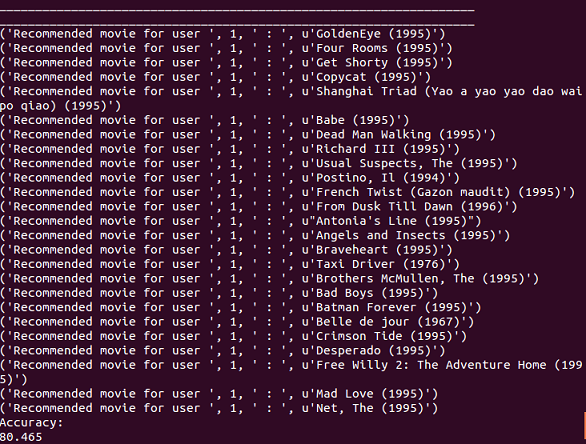 ('Recommended movie for user ', 1, ' : ', u'GoldenEye (1995)')
('Recommended movie for user ', 1, ' : ', u'Four Rooms (1995)')
('Recommended movie for user ', 1, ' : ', u'Get Shorty (1995)')
('Recommended movie for user ', 1, ' : ', u'Copycat (1995)')
('Recommended movie for user ', 1, ' : ', u'Shanghai Triad (Yao a yao yao dao wai
po qiao) (1995)')
('Recommended movie for user ', 1, ' : ', u'Babe (1995)')
('Recommended movie for user ', 1, ' : ', u'Dead Man Walking (1995)')
('Recommended movie for user ', 1, ' : ', u'Richard III (1995)')
('Recommended movie for user ', 1, ' : ', u'Usual Suspects, The (1995)')
('Recommended movie for user ', 1, ' : ', u'Postino, Il (1994)')
('Recommended movie for user ', 1, ' : ', u'French Twist (Gazon maudit) (1995)')
('Recommended movie for user ', 1, ' : ', u'From Dusk Till Dawn (1996)')
('Recommended movie for user ', 1, ' : ', u"Antonia's Line (1995)")
('Recommended movie for user ', 1, ' : ', u'Angels and Insects (1995)')
('Recommended movie for user ', 1, ' : ', u'Braveheart (1995)')
('Recommended movie for user ', 1, ' : ', u'Taxi Driver (1976)')
('Recommended movie for user ', 1, ' : ', u'Brothers McMullen, The (1995)')
('Recommended movie for user ', 1, ' : ', u'Bad Boys (1995)')
('Recommended movie for user ', 1, ' : ', u'Batman Forever (1995)')
('Recommended movie for user ', 1, ' : ', u'Belle de jour (1967)')
('Recommended movie for user ', 1, ' : ', u'Crimson Tide (1995)')
('Recommended movie for user ', 1, ' : ', u'Desperado (1995)')
('Recommended movie for user ', 1, ' : ', u'Free Willy 2: The Adventure Home (199
5)')
('Recommended movie for user ', 1, ' : ', u'Mad Love (1995)')
('Recommended movie for user ', 1, ' : ', u'Net, The (1995)')
Accuracy:
80.465